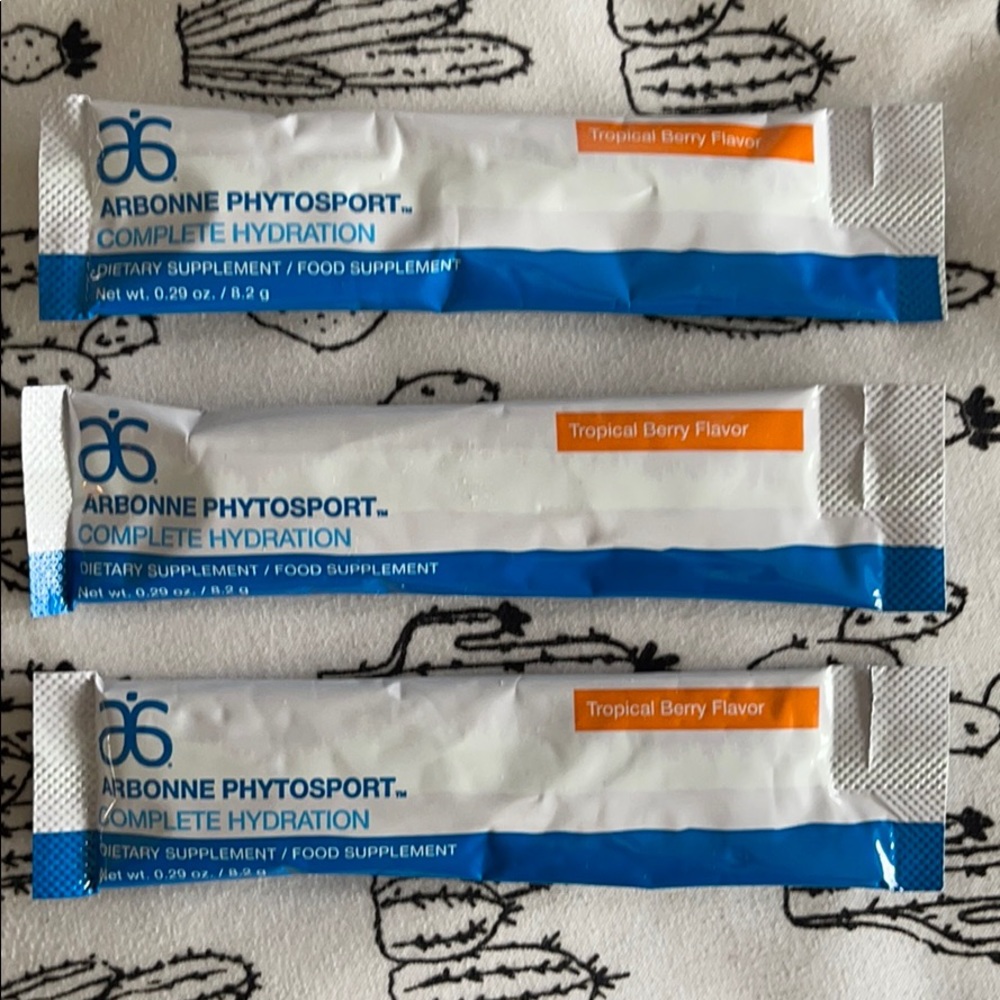 Tropical Berry Flavor
ARBONNE PHYTOSPORT™
COMPLETE HYDRATION
DIETARY SUPPLEMENT / FOOD SUPPLEMENT
Net wt. 0.29 oz. / 8.2 g
Tropical Berry Flavor
ARBONNE PHYTOSPORT™
COMPLETE HYDRATION
DIETARY SUPPLEMENT / FOOD SUPPLEMENT
Net wt. 0.29 oz. / 8.2 g
Tropical Berry Flavor
ARBONNE PHYTOSPORT™
COMPLETE HYDRATION
DIETARY SUPPLEMENT / FOOD SUPPLEMENT
Net wt. 0.29 oz. / 8.2 g